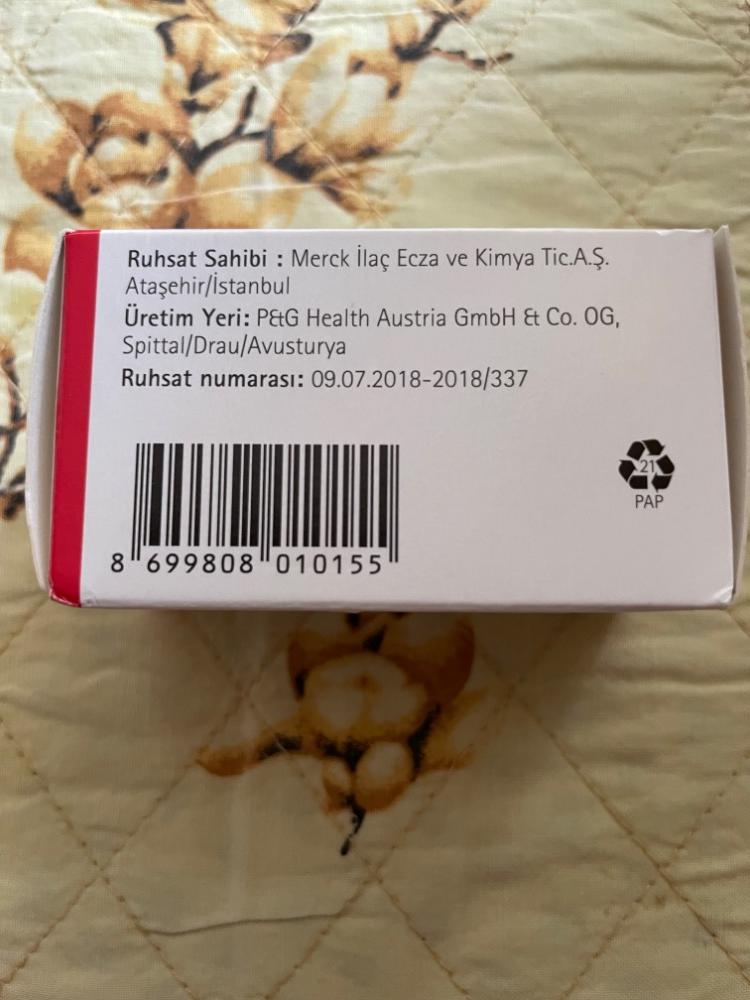 Ruhsat Sahibi : Merck İlaç Ecza ve Kimya Tic.A.Ş.
Ataşehir/İstanbul
Üretim Yeri: P&G Health Austria GmbH & Co. OG,
Spittal/Drau/Avusturya
Ruhsat numarası: 09.07.2018-2018/337
21
PAP
8 699808 010155